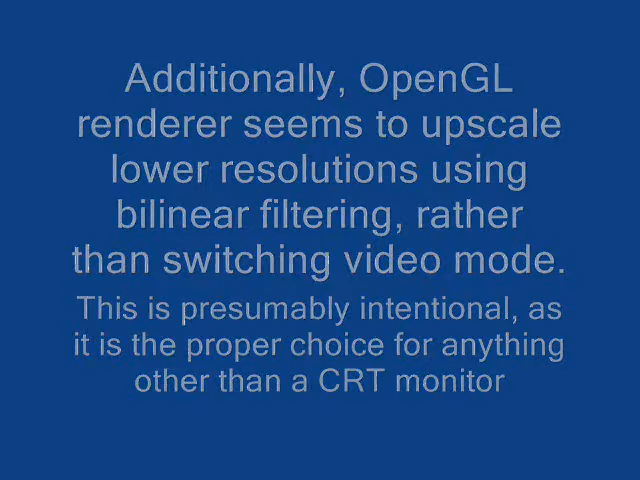 Additionally, OpenGL
renderer seems to upscale
lower resolutions using
bilinear filtering, rather
than switching video mode.
This is presumably intentional, as
it is the proper choice for anything
other than a CRT monitor